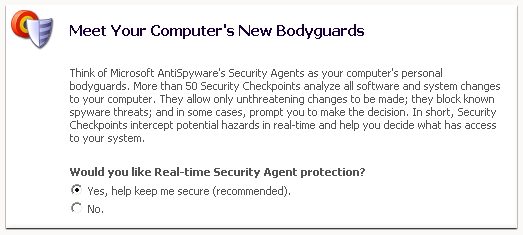 Meet Your Computer's New Bodyguards
Think of Microsoft AntiSpyware's Security Agents as your computer's personal
bodyguards. More than 50 Security Checkpoints analyze all software and system changes
to your computer. They allow only unthreatening changes to be made; they block known
spyware threats; and in some cases, prompt you to make the decision. In short, Security
Checkpoints intercept potential hazards in real-time and help you decide what has access
to your system.
Would you like Real-time Security Agent protection?
Yes, help keep me secure (recommended).
No.